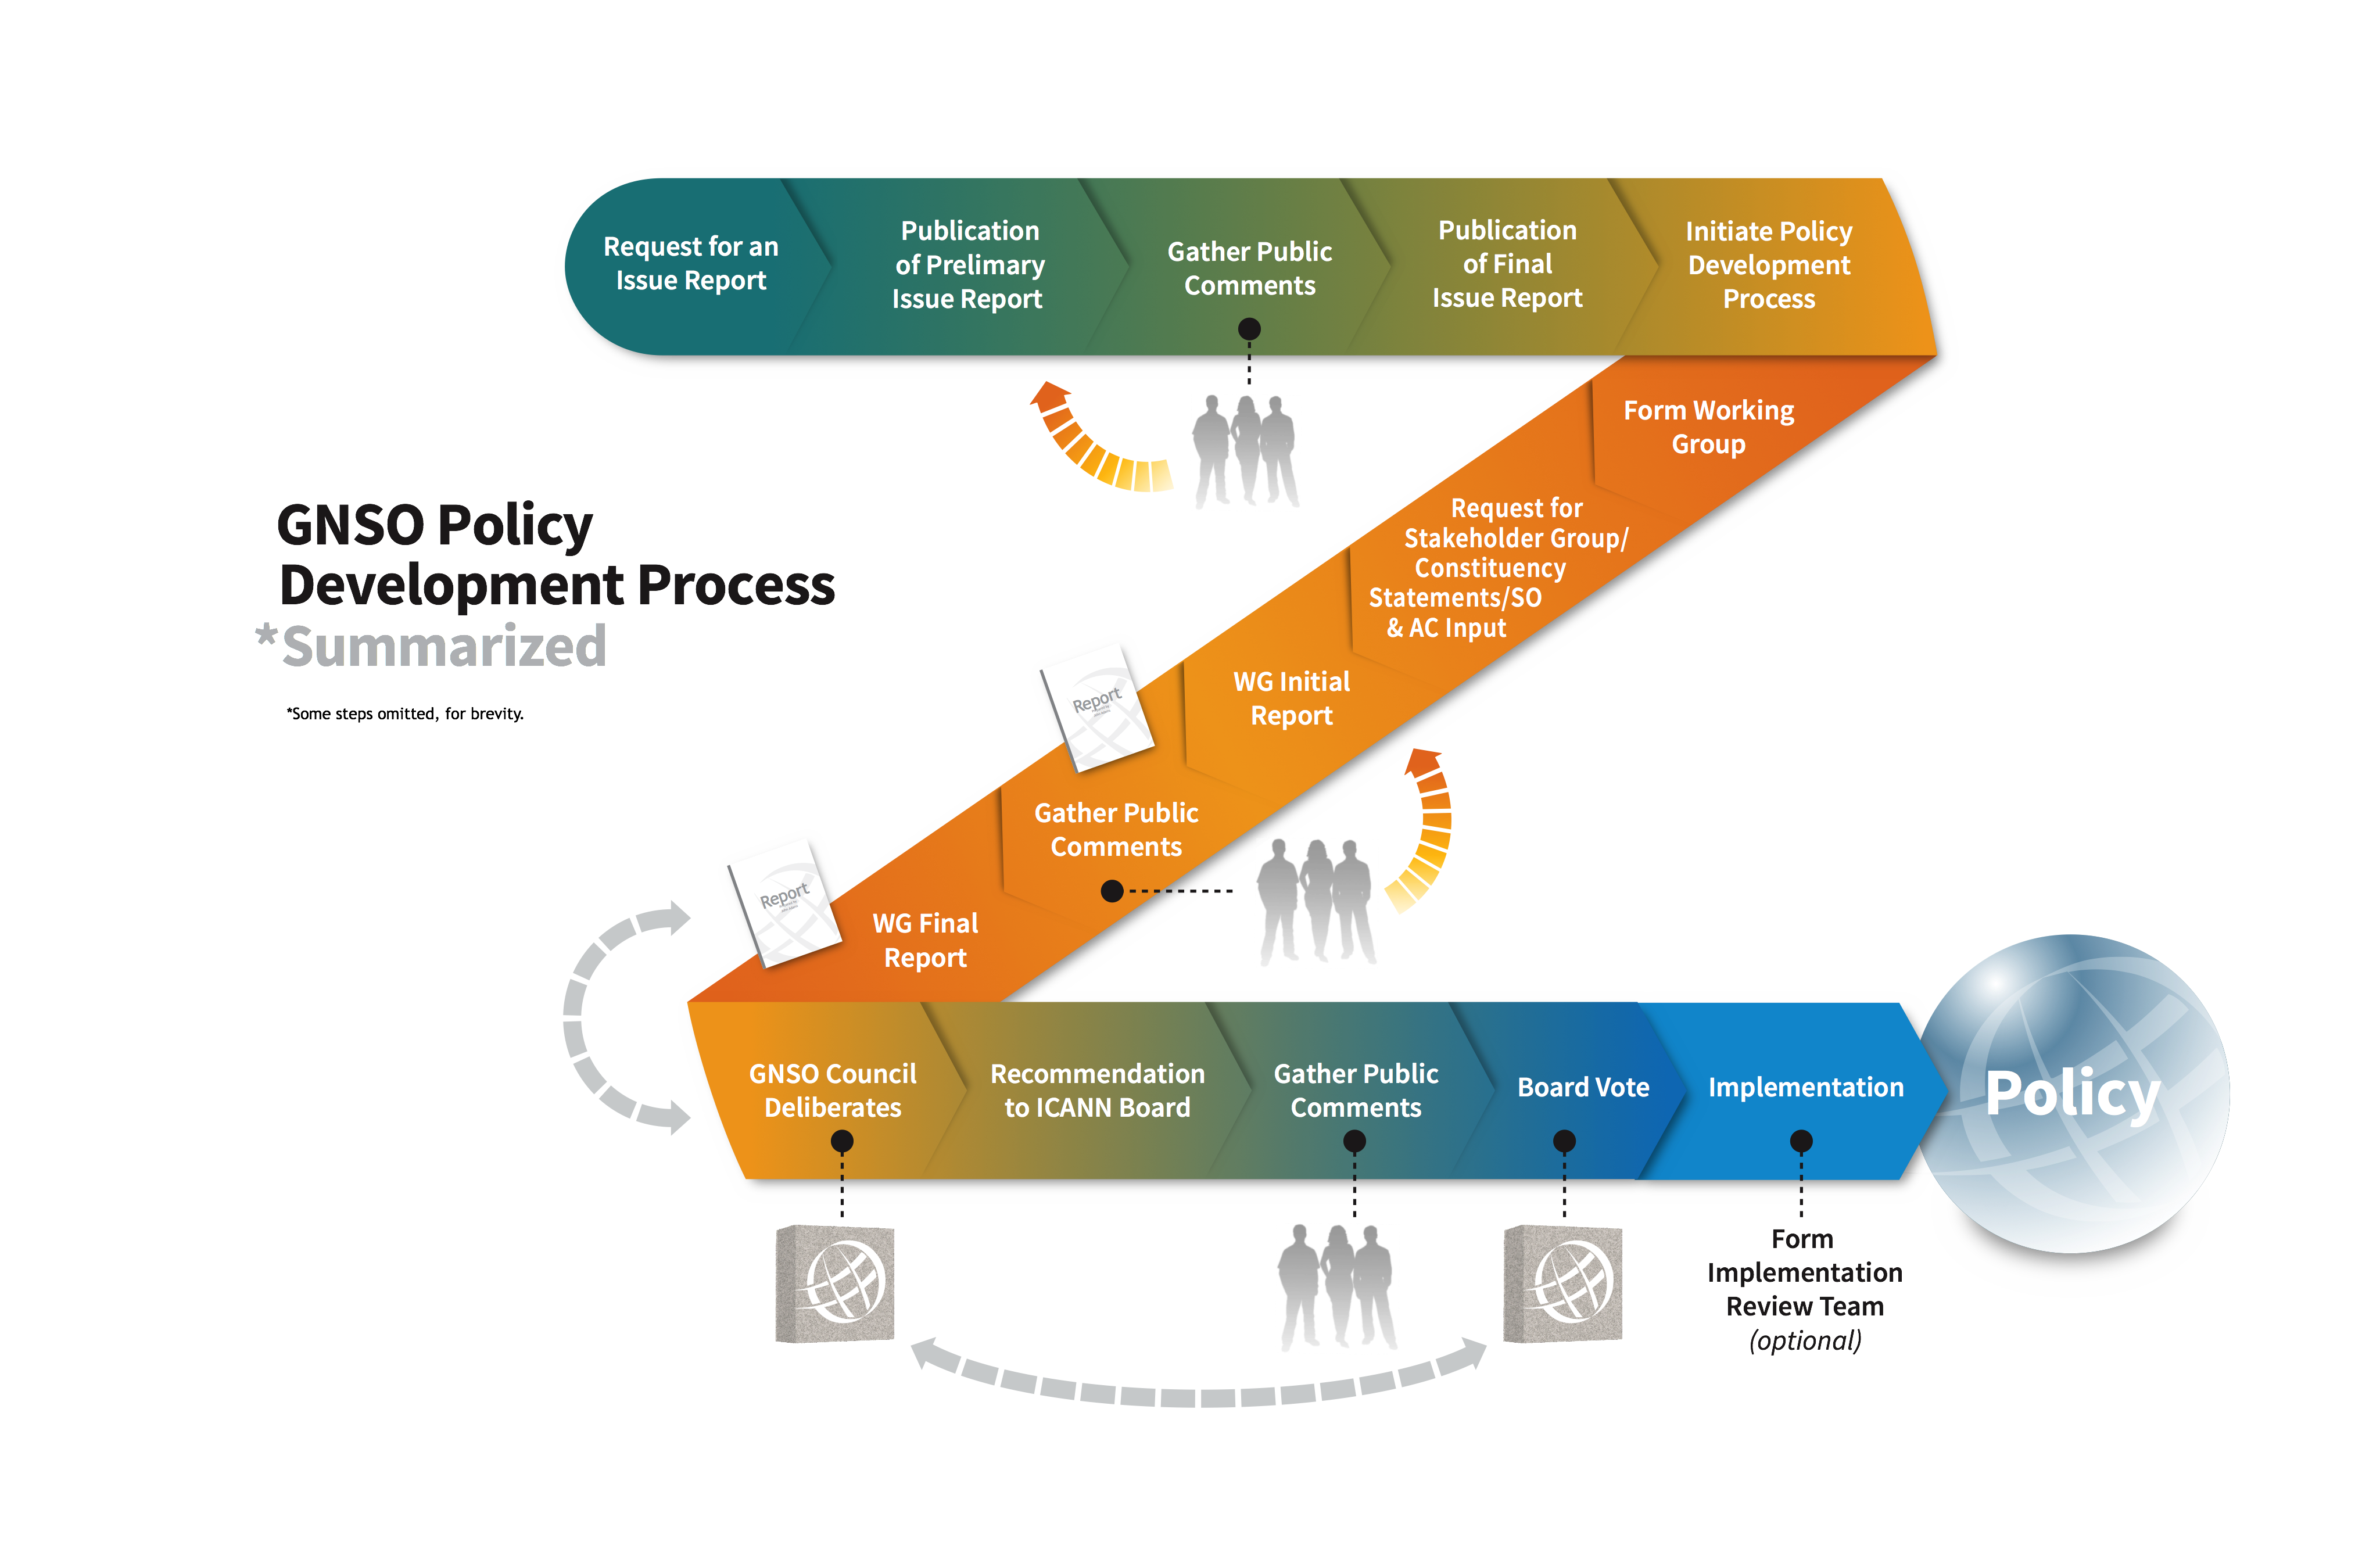 Request for an
Issue Report
Publication
of Prelimary
Issue Report
Gather Public
Comments
Publication
of Final
Issue Report
Initiate Policy
Development
Process
Form Working
Group
Request for
Stakeholder Group/
Constituency
Statements/SO
& AC Input
GNSO Policy
Development Process
*Summarized
*Some steps omitted, for brevity.
WG Initial
Report
Report
Gather Public
Comments
Report
WG Final
Report
GNSO Council
Deliberates
Recommendation
to ICANN Board
Gather Public
Comments
Board Vote
Implementation
Policy
Form
Implementation
Review Team
(optional)